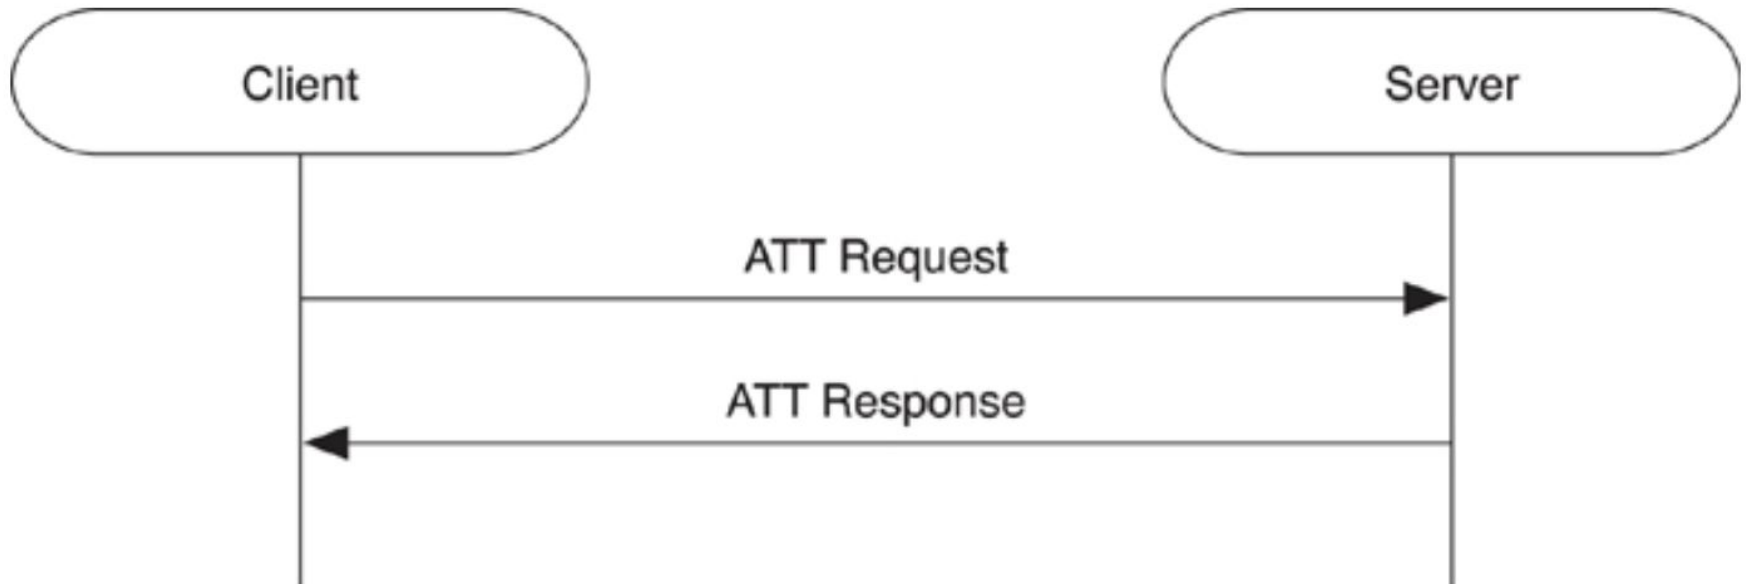 Client
Server
ATT Request
ATT Response